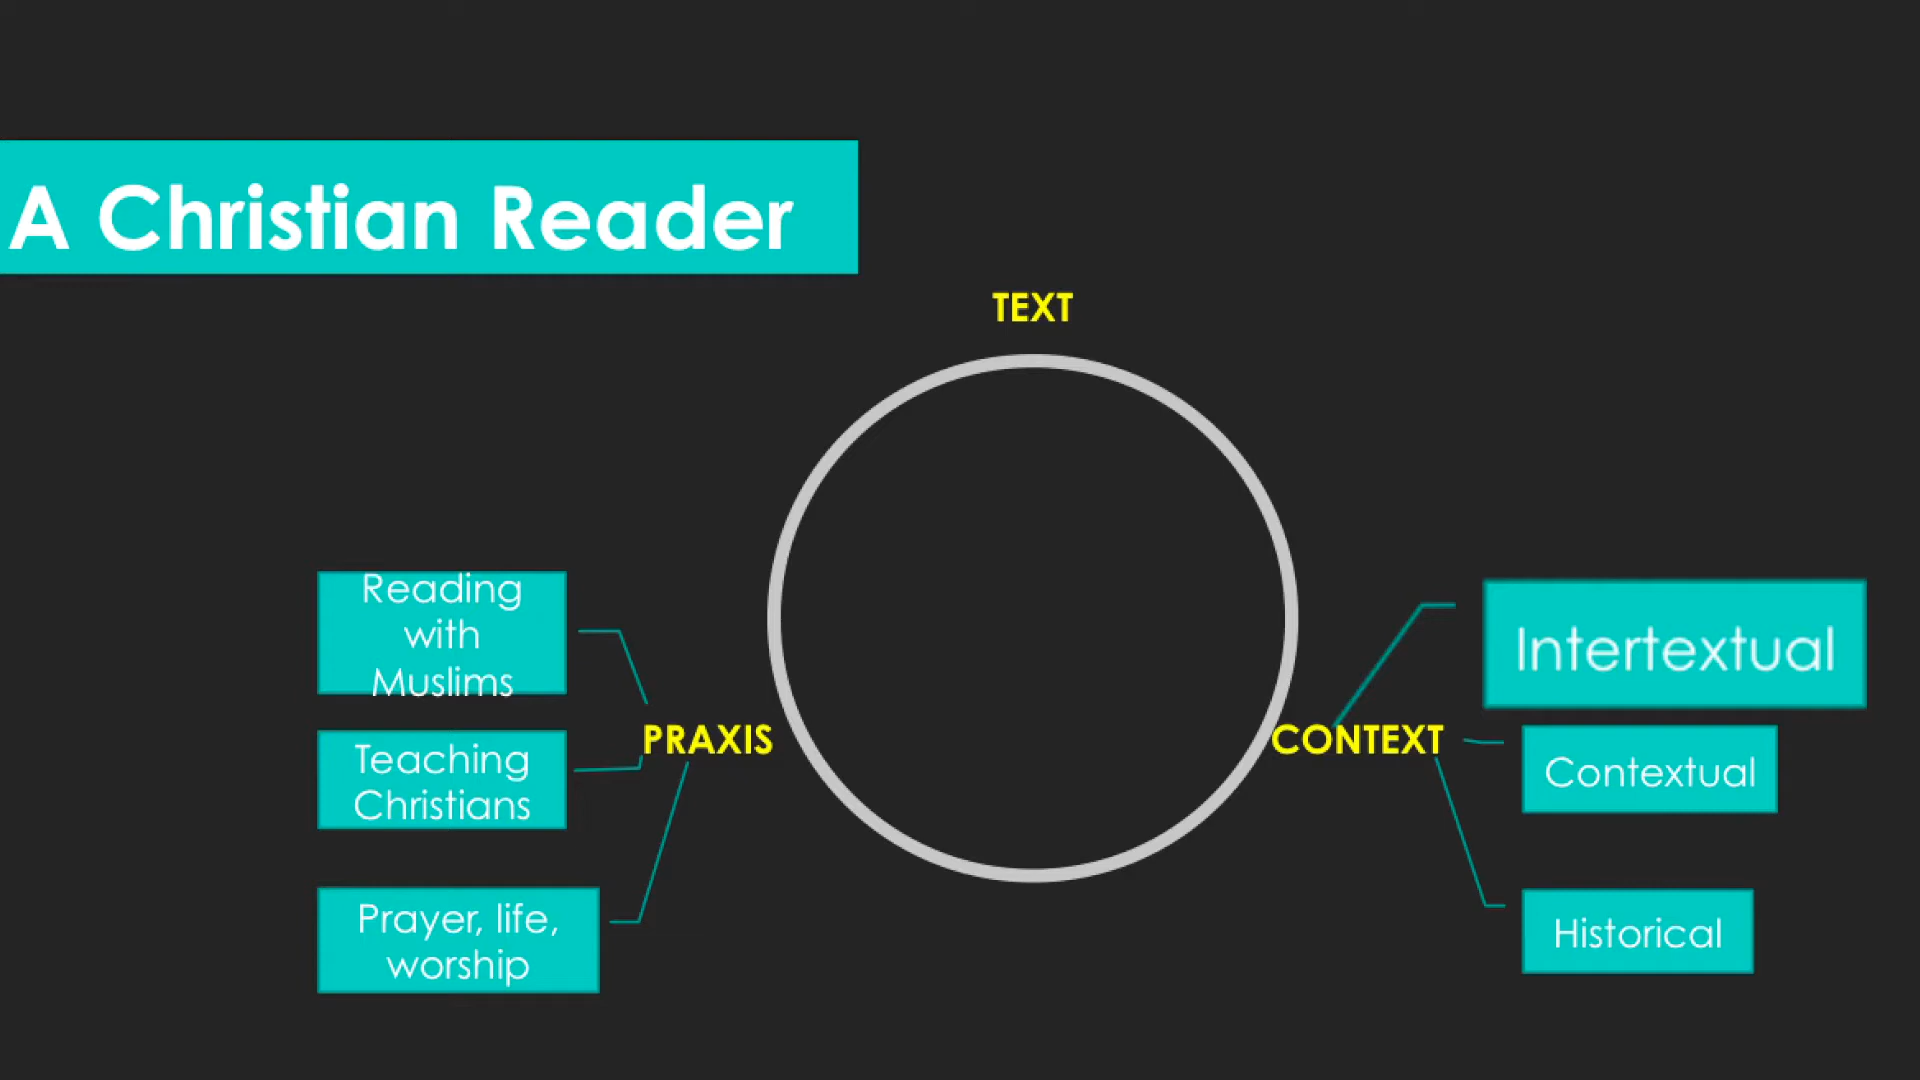 A Christian Reader
TEXT
Reading
with
Muslims
PRAXIS
Teaching
Christians
Prayer, life,
worship
CONTEXT
Intertextual
Contextual
Historical